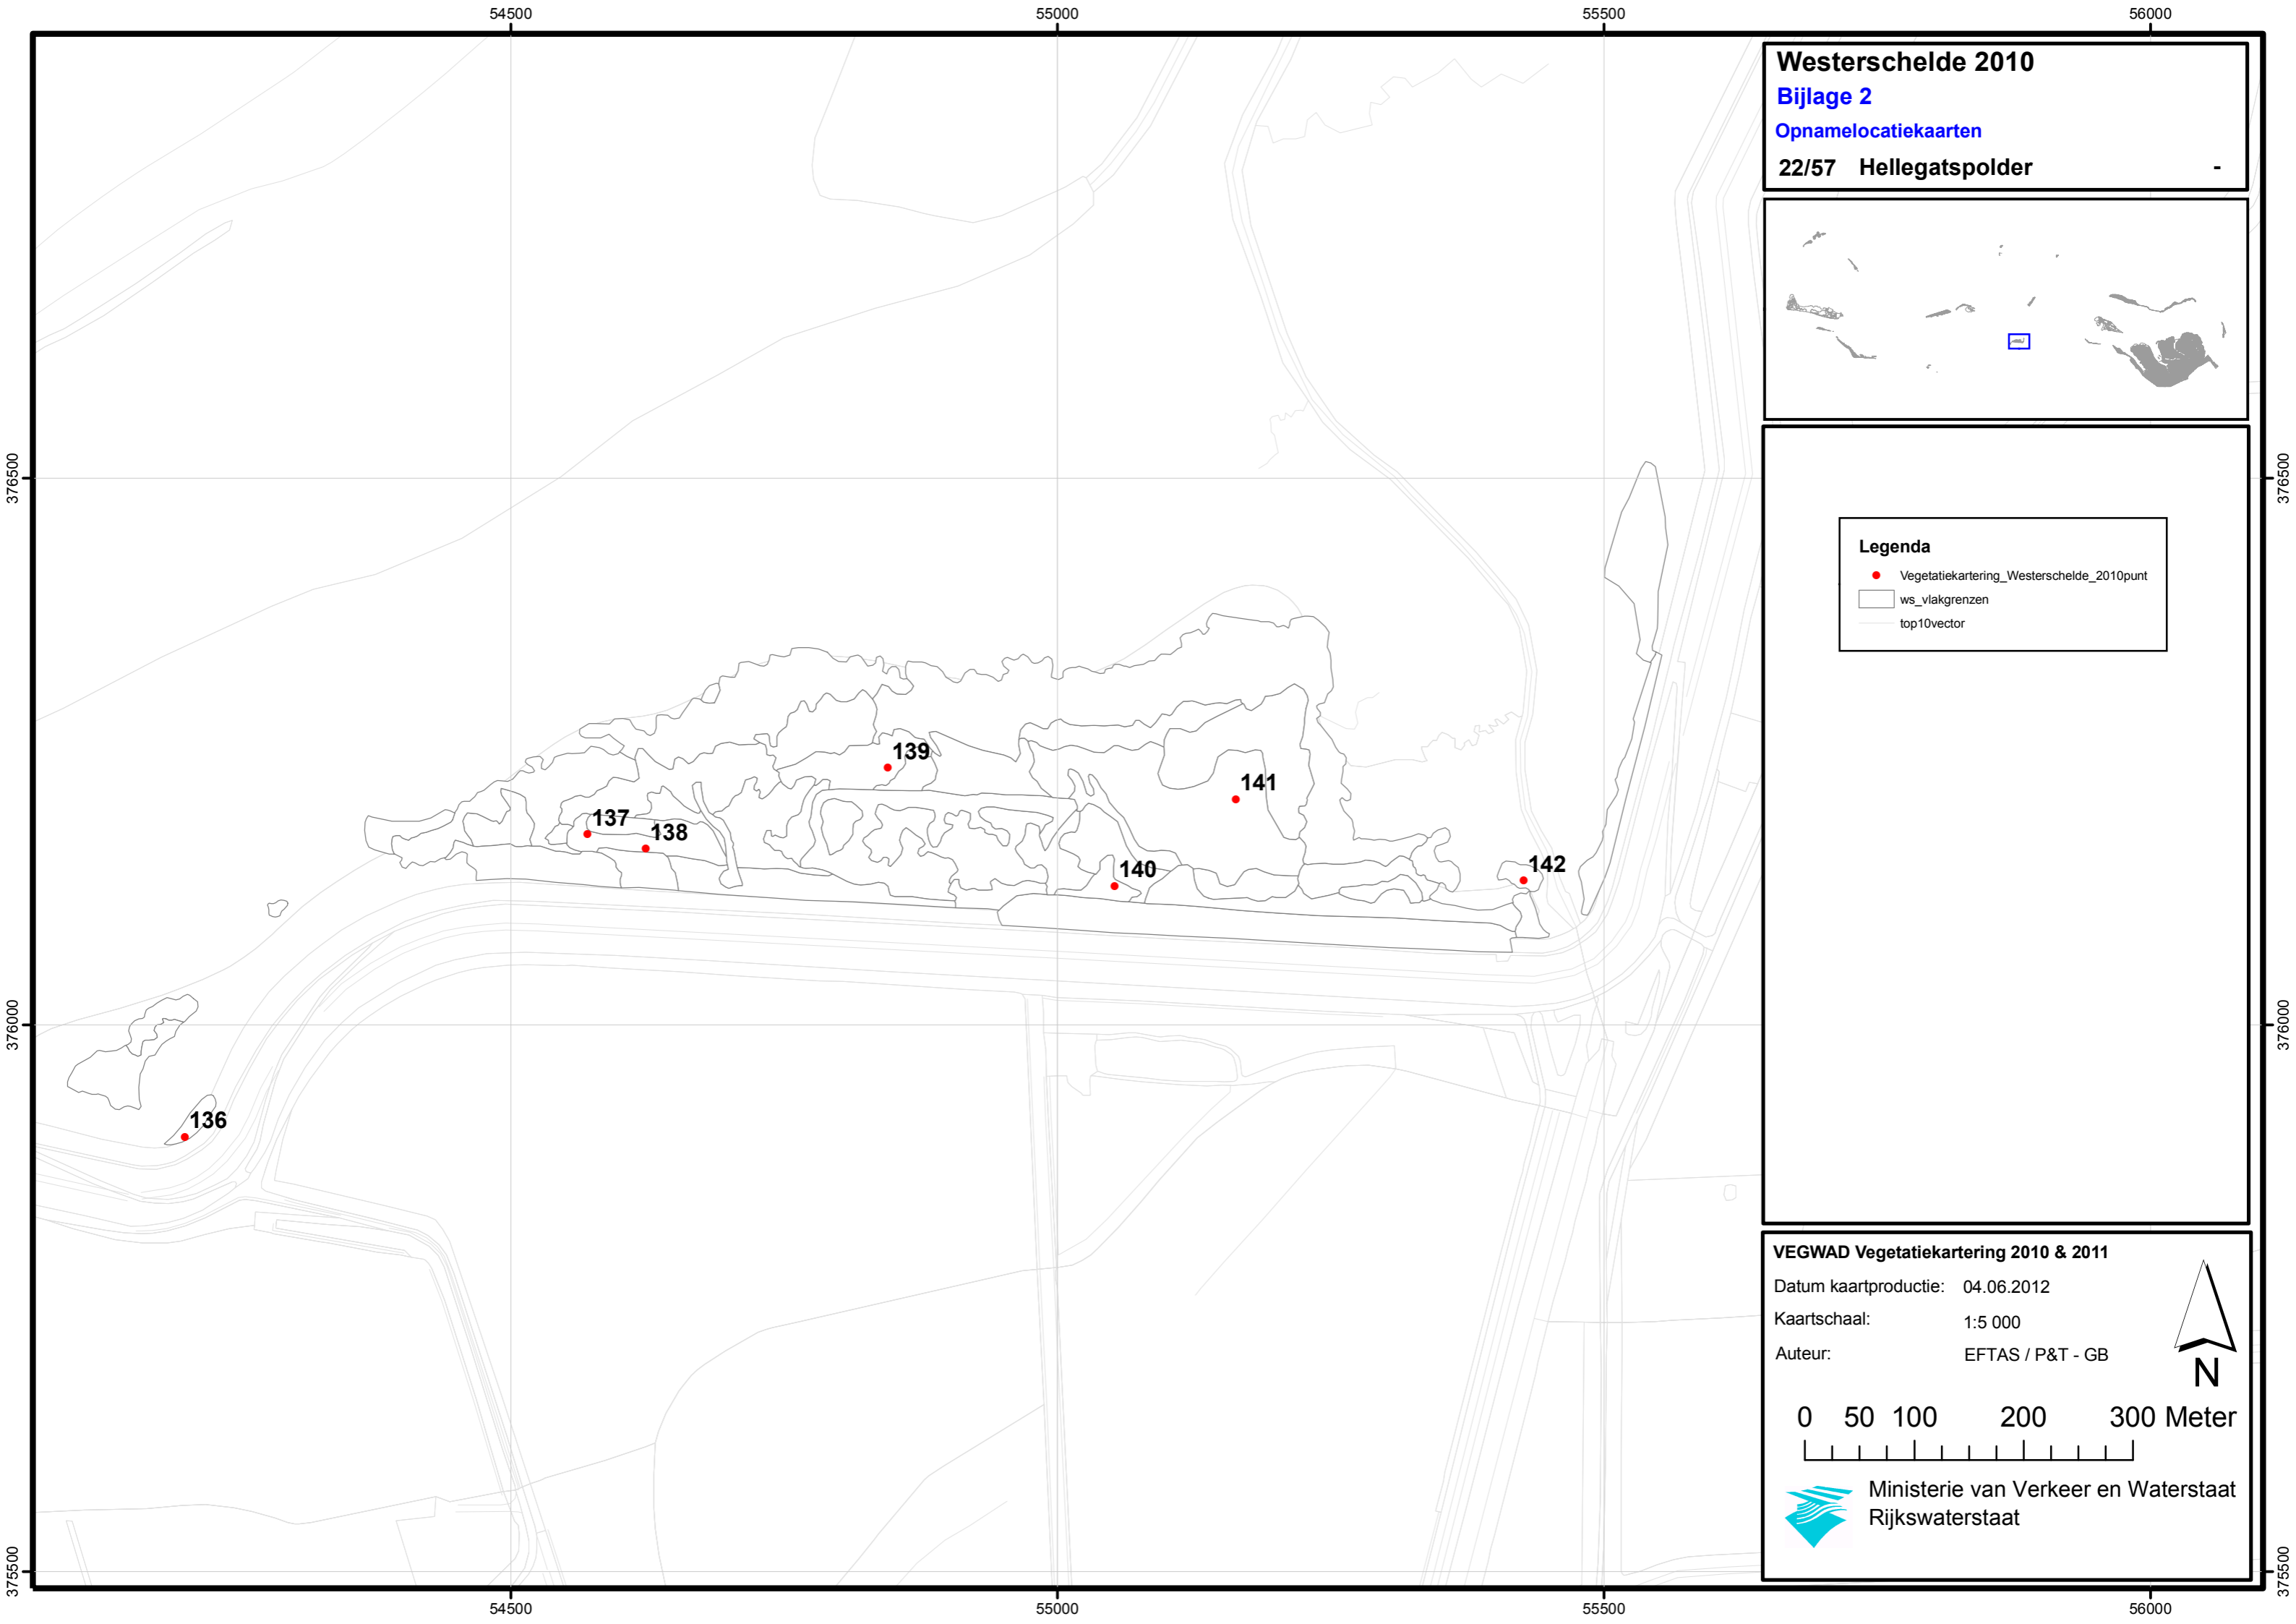 54500 55000 55500 56000
Westerschelde 2010
Bijlage 2
Opnamelocatiekaarten
22/57 Hellegatspolder -
376500 376500
Legenda
Vegetatiekartering_Westerschelde_2010punt
ws_vlakgrenzen
top10vector
139
141
137
138
140
142
376000 376000
136
VEGWAD Vegetatiekartering 2010 & 2011
Datum kaartproductie: 04.06.2012
Kaartschaal: 1:5 000
Auteur: EFTAS / P&T - GB
N
0 50 100 200 300 Meter
Ministerie van Verkeer en Waterstaat
Rijkswaterstaat
375500 375500
54500 55000 55500 56000